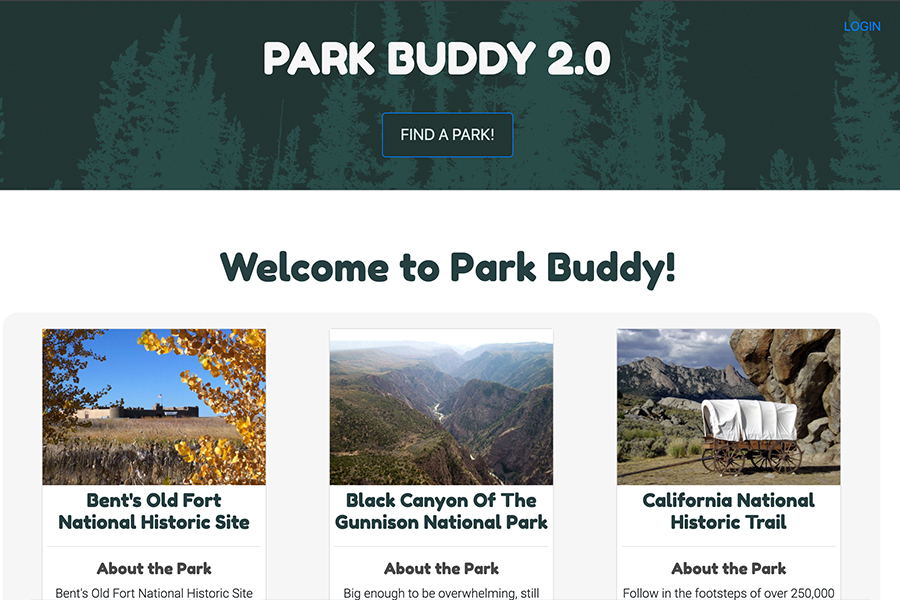 LOGIN
PARK BUDDY 2.0
FIND A PARK!
Welcome to Park Buddy!
Bent's Old Fort
National Historic Site
About the Park
Bent's Old Fort National Historic Site
Black Canyon Of The
Gunnison National Park
About the Park
Big enough to be overwhelming, still
California National
Historic Trail
About the Park
Follow in the footsteps of over 250,000